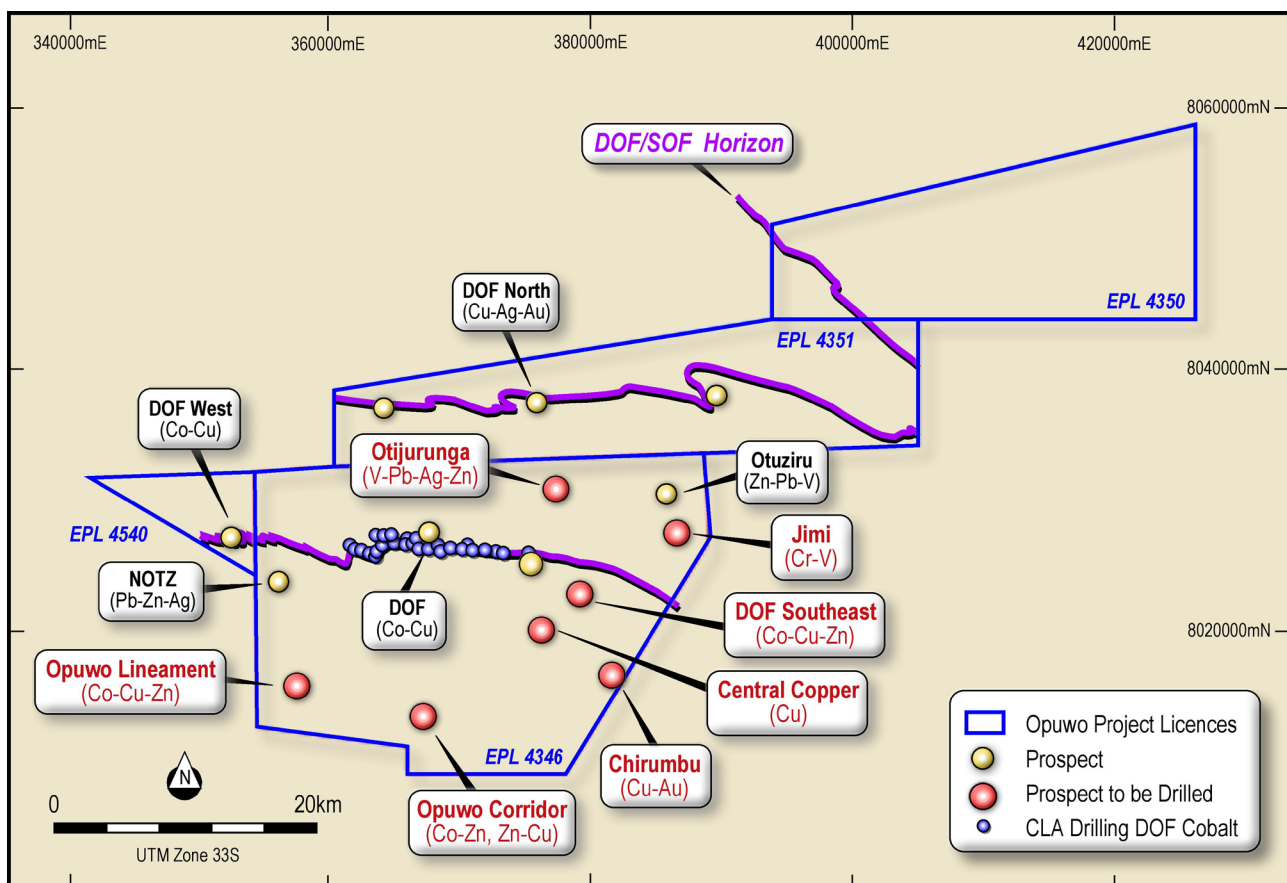 340000mE
360000mE
380000mE
400000mE
420000mE
8060000mN
DOF/SOF Horizon
EPL 4350
DOF North
(Cu-Ag-Au)
EPL 4351
8040000mN
DOF West
(Co-Cu)
Otijurunga
(V-Pb-Ag-Zn)
Otuziru
(Zn-Pb-V)
EPL 4540
Jimi
(Cr-V)
NOTZ
(Pb-Zn-Ag)
DOF
(Co-Cu)
DOF Southeast
(Co-Cu-Zn)
8020000mN
Opuwo Lineament
(Co-Cu-Zn)
Central Copper
(Cu)
EPL 4346
Chirumbu
(Cu-Au)
Opuwo Corridor
(Co-Zn, Zn-Cu)
N
0 20km
UTM Zone 33S
Opuwo Project Licences
Prospect
Prospect to be Drilled
CLA Drilling DOF Cobalt